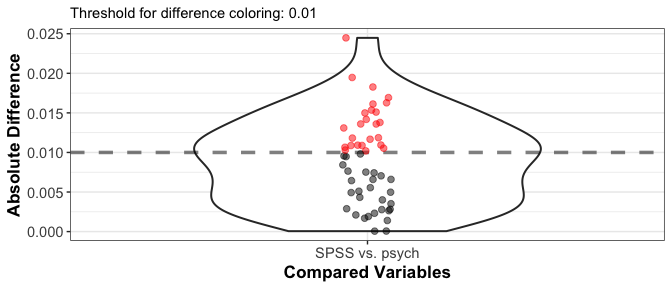 Threshold for difference coloring: 0.01
0.025
0.020
0.015
0.010
0.005
0.000
Absolute Difference
SPSS vs. psych
Compared Variables